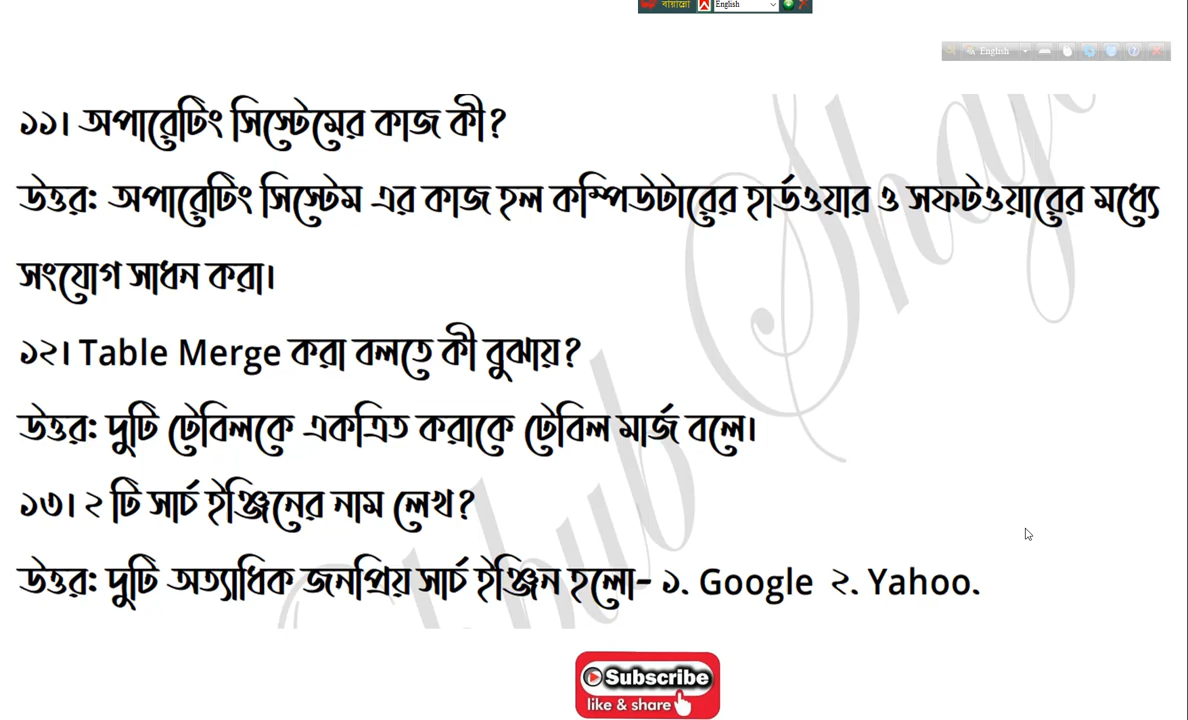 বায়ান্নো English
English
১১। অপারেটিং সিস্টেমের কাজ কী?
উত্তর: অপারেটিং সিস্টেম এর কাজ হল কম্পিউটারের হার্ডওয়ার ও সফটওয়ারের মধ্যে
সংযোগ সাধন করা।
১২। Table Merge করা বলতে কী বুঝায়?
উত্তর: দুটি টেবিলকে একত্রিত করাকে টেবিল মার্জ বলে।
১৩। ২ টি সার্চ ইঞ্জিনের নাম লেখ?
উত্তর: দুটি অত্যাধিক জনপ্রিয় সার্চ ইঞ্জিন হলো- ১. Google ২. Yahoo.
Subscribe
like & share